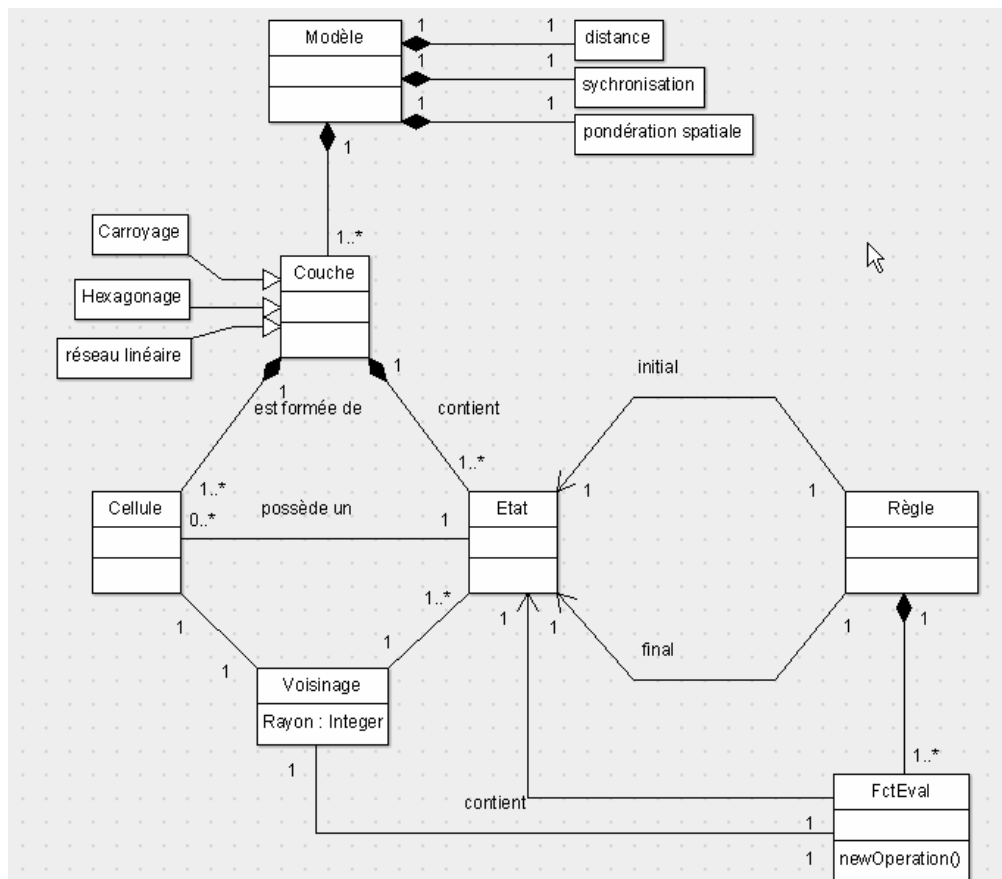 Modèle
1
1
distance
1
1
sychronisation
1
1
pondération spatiale
1
1..*
Carroyage
Couche
Hexagonage
réseau linéaire
1
1
initial
est formée de
contient
1..*
1..*
1
1
Cellule
0..*
possède un
1
Etat
Règle
1..*
1
1
1
1
1
1
1
final
Voisinage
Rayon : Integer
1
1..*
contient
FctEval
1
1
newOperation()